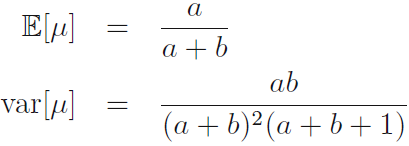 𝔼[μ] = a / (a + b)
var[μ] = ab / ((a + b)²(a + b + 1))